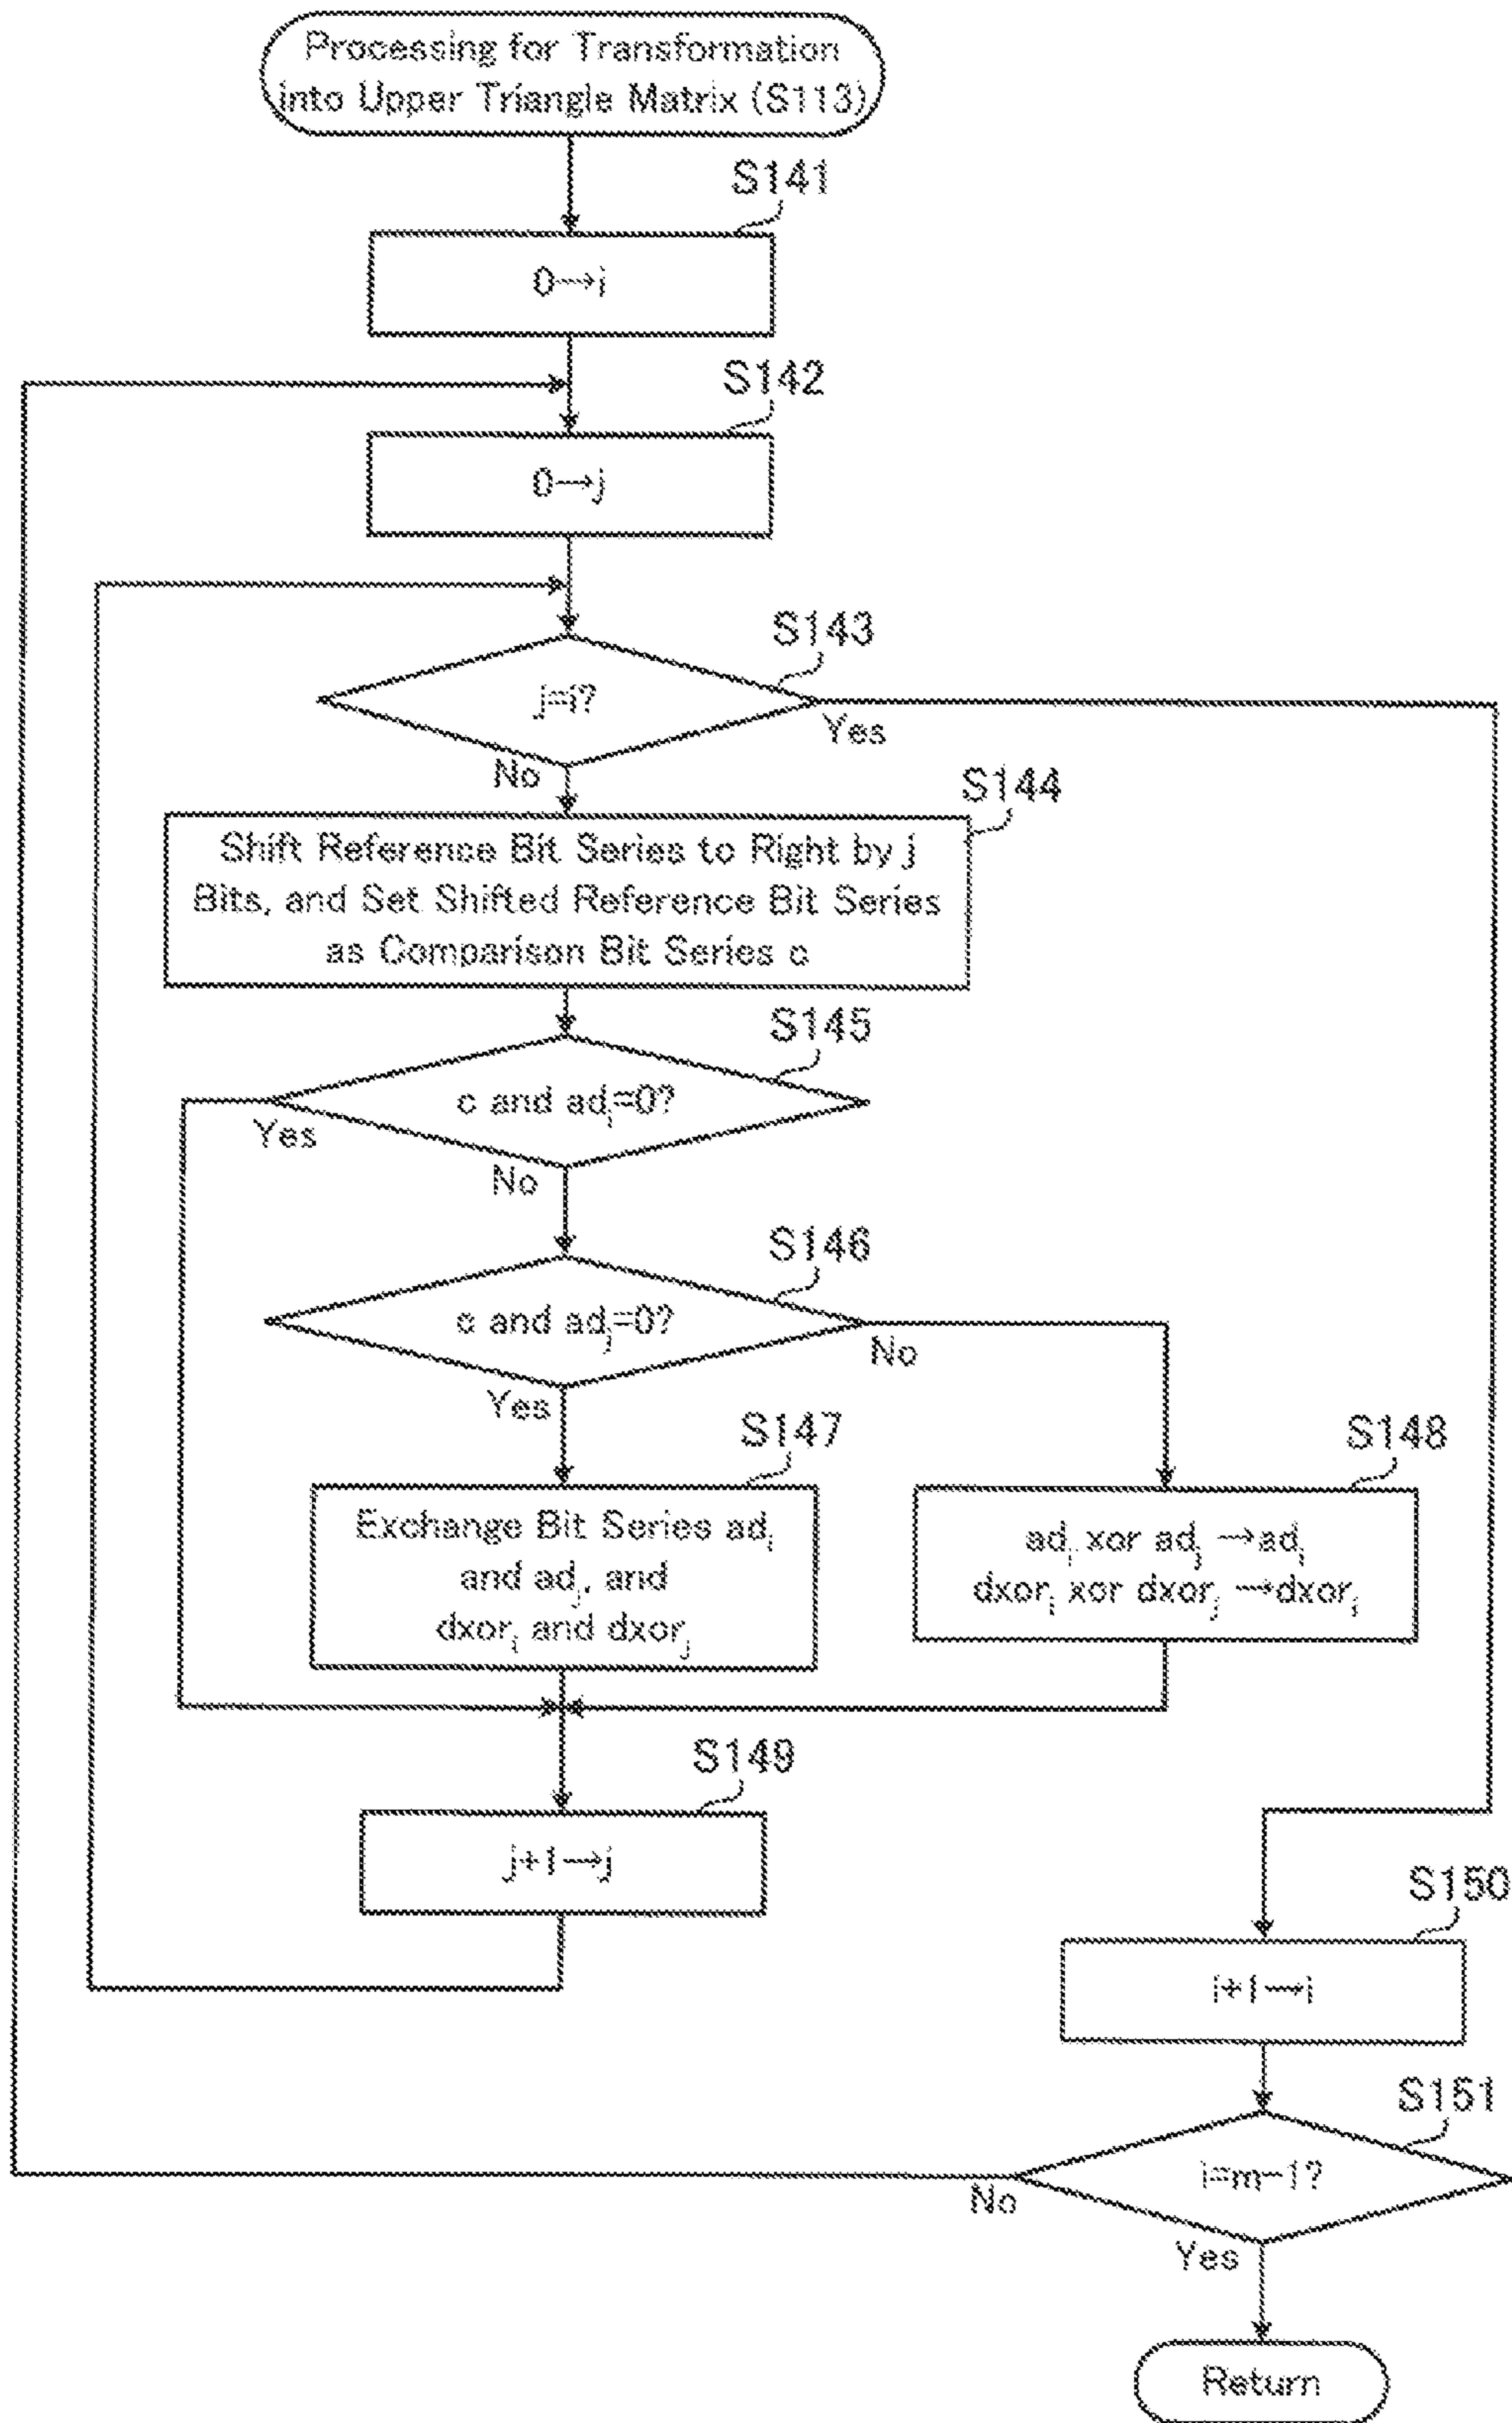 Processing for Transformation
into Upper Triangle Matrix (S113)
S141
0→i
S142
0→j
S143
j=i?
Yes
No
S144
Shift Reference Bit Series to Right by j
Bits, and Set Shifted Reference Bit Series
as Comparison Bit Series c
S145
c and adᵢ=0?
Yes
No
S146
c and adⱼ=0?
No
Yes
S147
Exchange Bit Series adᵢ
and adⱼ, and
dxorᵢ and dxorⱼ
S148
adᵢ xor adⱼ →adᵢ
dxorᵢ xor dxorⱼ →dxorᵢ
S149
j+1→j
S150
i+1→i
S151
i=m-1?
No
Yes
Return